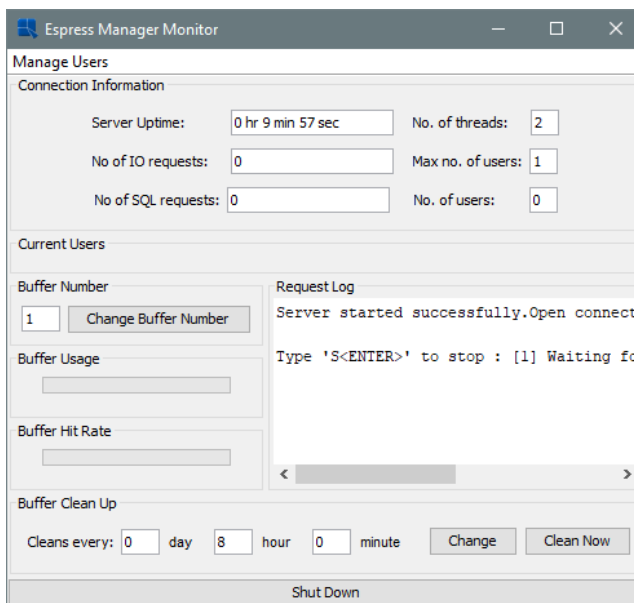 Espress Manager Monitor
Manage Users
Connection Information
Server Uptime: 0 hr 9 min 57 sec No. of threads: 2
No of IO requests: 0 Max no. of users: 1
No of SQL requests: 0 No. of users: 0
Current Users
Buffer Number
1 Change Buffer Number
Buffer Usage
Buffer Hit Rate
Request Log
Server started successfully.Open connect
Type 'S<ENTER>' to stop : [1] Waiting fo
Buffer Clean Up
Cleans every: 0 day 8 hour 0 minute Change Clean Now
Shut Down